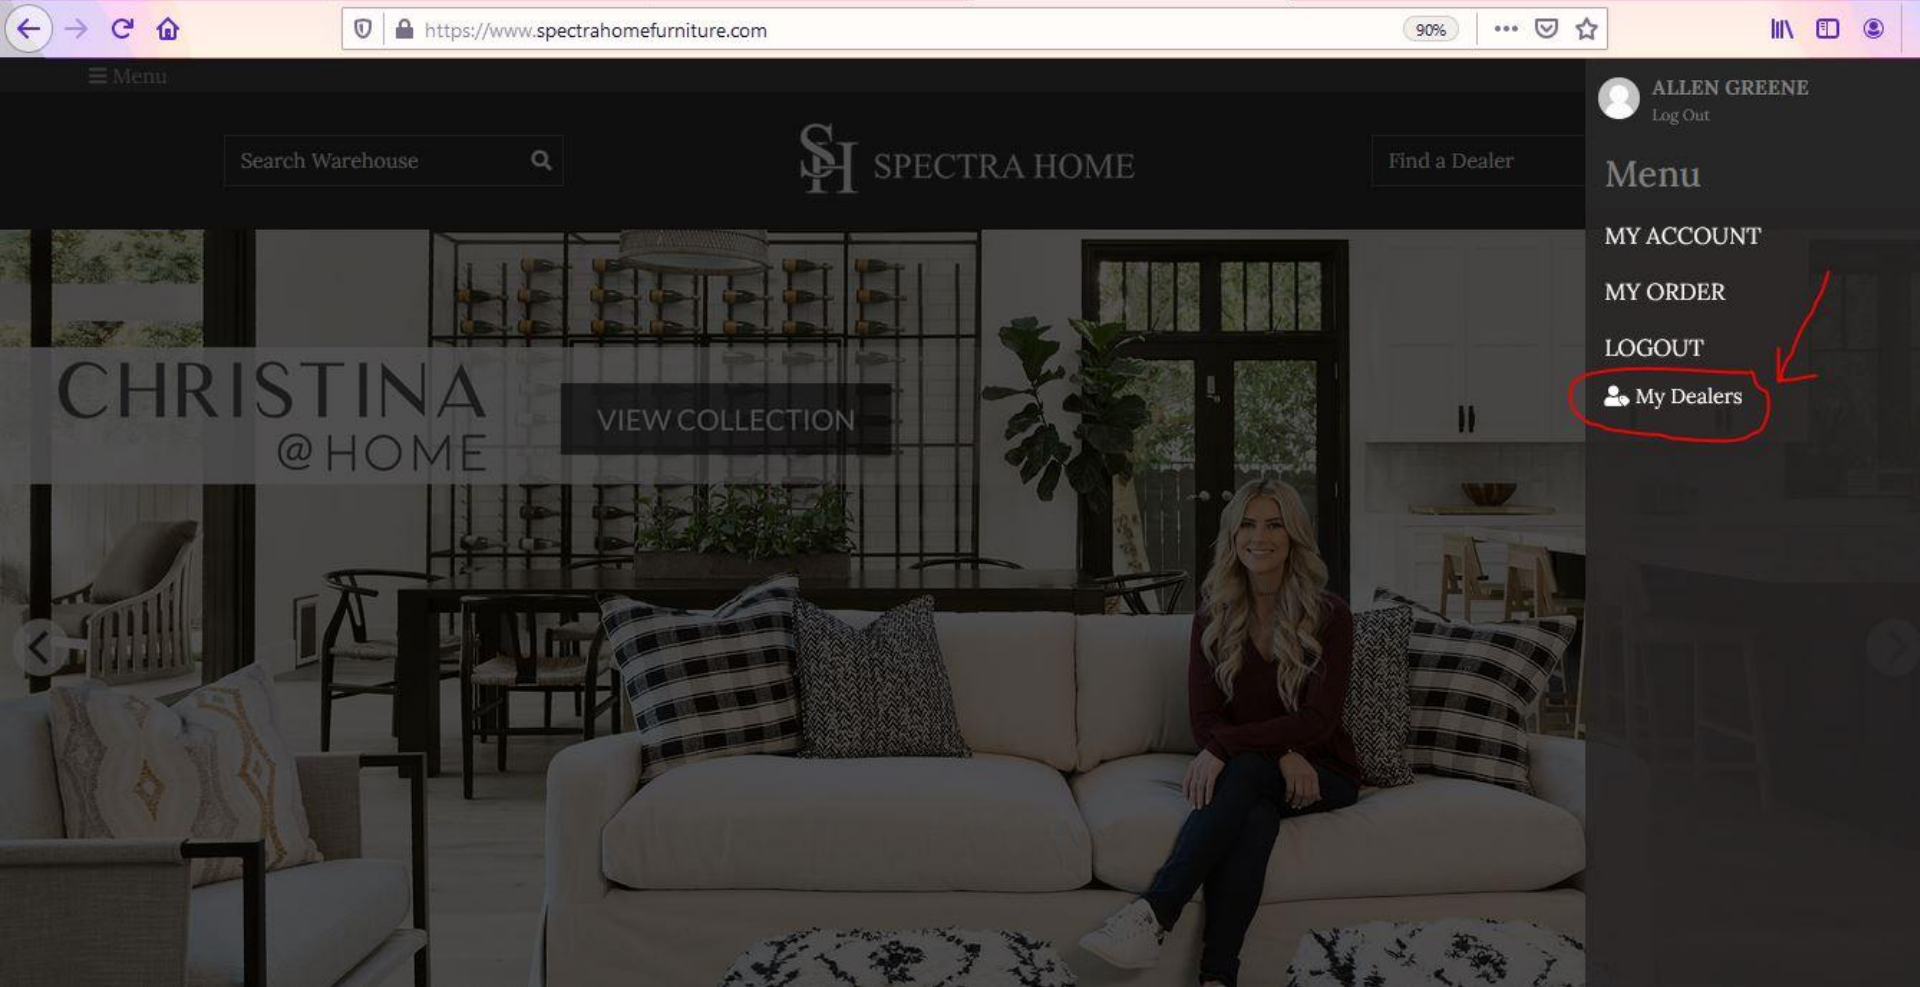 https://www.spectrahomefurniture.com
90%
Menu
ALLEN GREENE
Log Out
Search Warehouse
SH SPECTRA HOME
Find a Dealer
Menu
MY ACCOUNT
MY ORDER
LOGOUT
My Dealers
CHRISTINA
@HOME
VIEW COLLECTION